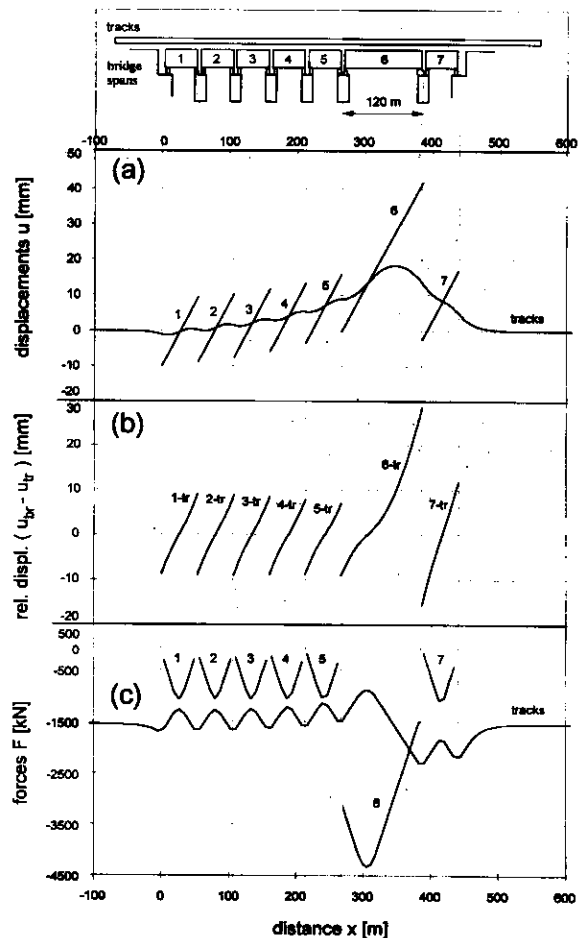 tracks
bridge spans
1 2 3 4 5 6 7
120 m
-100 0 100 200 300 400 500 600
(a)
displacements u [mm]
50
40
30
20
10
0
-10
-20
1 2 3 4 5 6 7
tracks
(b)
rel. displ. ( u_br - u_tr ) [mm]
30
20
10
0
-10
-20
1-tr 2-tr 3-tr 4-tr 5-tr 6-tr 7-tr
(c)
forces F [kN]
500
0
-500
-1500
-2500
-3500
-4500
1 2 3 4 5 6 7
tracks
-100 0 100 200 300 400 500 600
distance x [m]